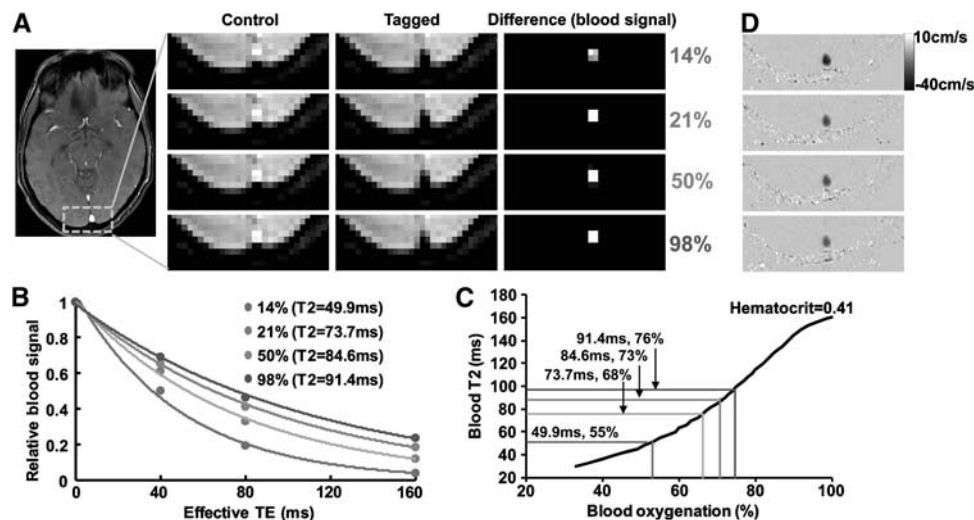 A
Control
Tagged
Difference (blood signal)
14%
21%
50%
98%
D
10cm/s
-40cm/s
B
Relative blood signal
1
0.8
0.6
0.4
0.2
0
0
40
80
120
160
Effective TE (ms)
14% (T2=49.9ms)
21% (T2=73.7ms)
50% (T2=84.6ms)
98% (T2=91.4ms)
C
Blood T2 (ms)
180
160
140
120
100
80
60
40
20
20
40
60
80
100
Blood oxygenation (%)
Hematocrit=0.41
91.4ms, 76%
84.6ms, 73%
73.7ms, 68%
49.9ms, 55%